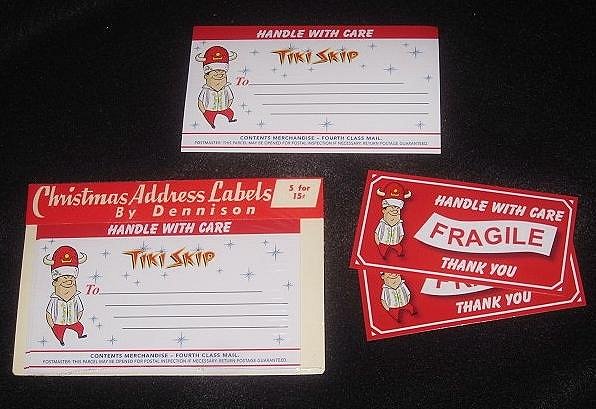 HANDLE WITH CARE
TIKI SKIP
To
CONTENTS MERCHANDISE – FOURTH CLASS MAIL.
POSTMASTER: THIS PARCEL MAY BE OPENED FOR POSTAL INSPECTION IF NECESSARY. RETURN POSTAGE GUARANTEED.
Christmas Address Labels
By Dennison
5 for
15¢
HANDLE WITH CARE
TIKI SKIP
To
CONTENTS MERCHANDISE – FOURTH CLASS MAIL.
POSTMASTER: THIS PARCEL MAY BE OPENED FOR POSTAL INSPECTION IF NECESSARY. RETURN POSTAGE GUARANTEED.
HANDLE WITH CARE
FRAGILE
THANK YOU
THANK YOU